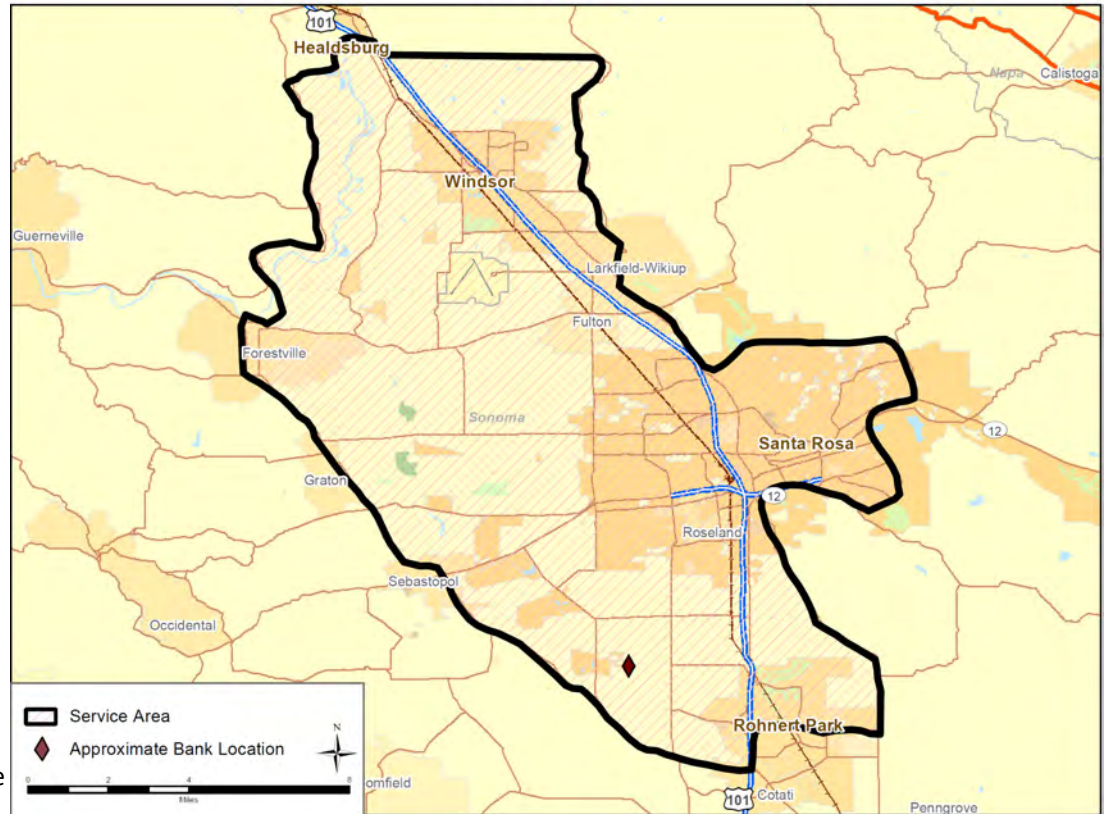 101
Healdsburg
Napa
Calistoga
Windsor
Guerneville
Larkfield-Wikiup
Fulton
Forestville
Sonoma
12
Santa Rosa
Graton
12
Roseland
Sebastopol
Occidental
Rohnert Park
Service Area
N
Approximate Bank Location
e
0 2 4 8
Miles
omfield
101
Cotati
Penngrove